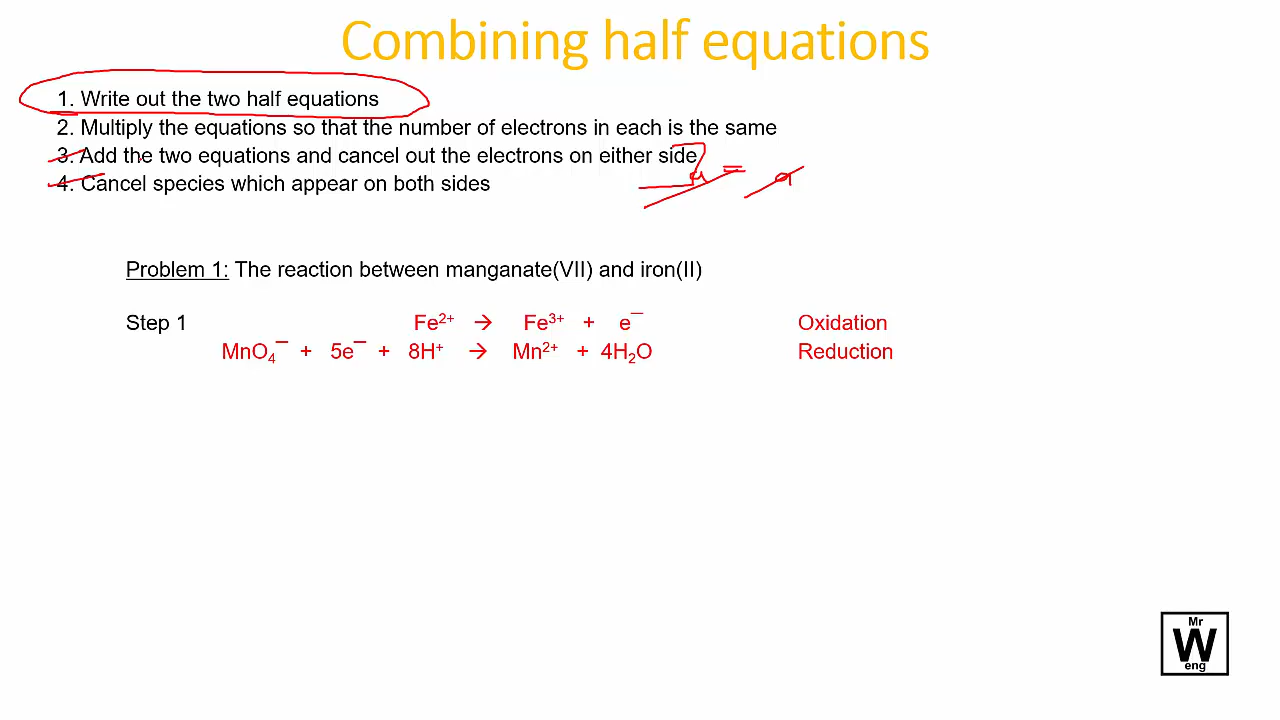 Combining half equations
1. Write out the two half equations
2. Multiply the equations so that the number of electrons in each is the same
3. Add the two equations and cancel out the electrons on either side
4. Cancel species which appear on both sides
a = a
Problem 1: The reaction between manganate(VII) and iron(II)
Step 1 Fe²⁺ → Fe³⁺ + e⁻ Oxidation
MnO₄⁻ + 5e⁻ + 8H⁺ → Mn²⁺ + 4H₂O Reduction
Mr
W
eng